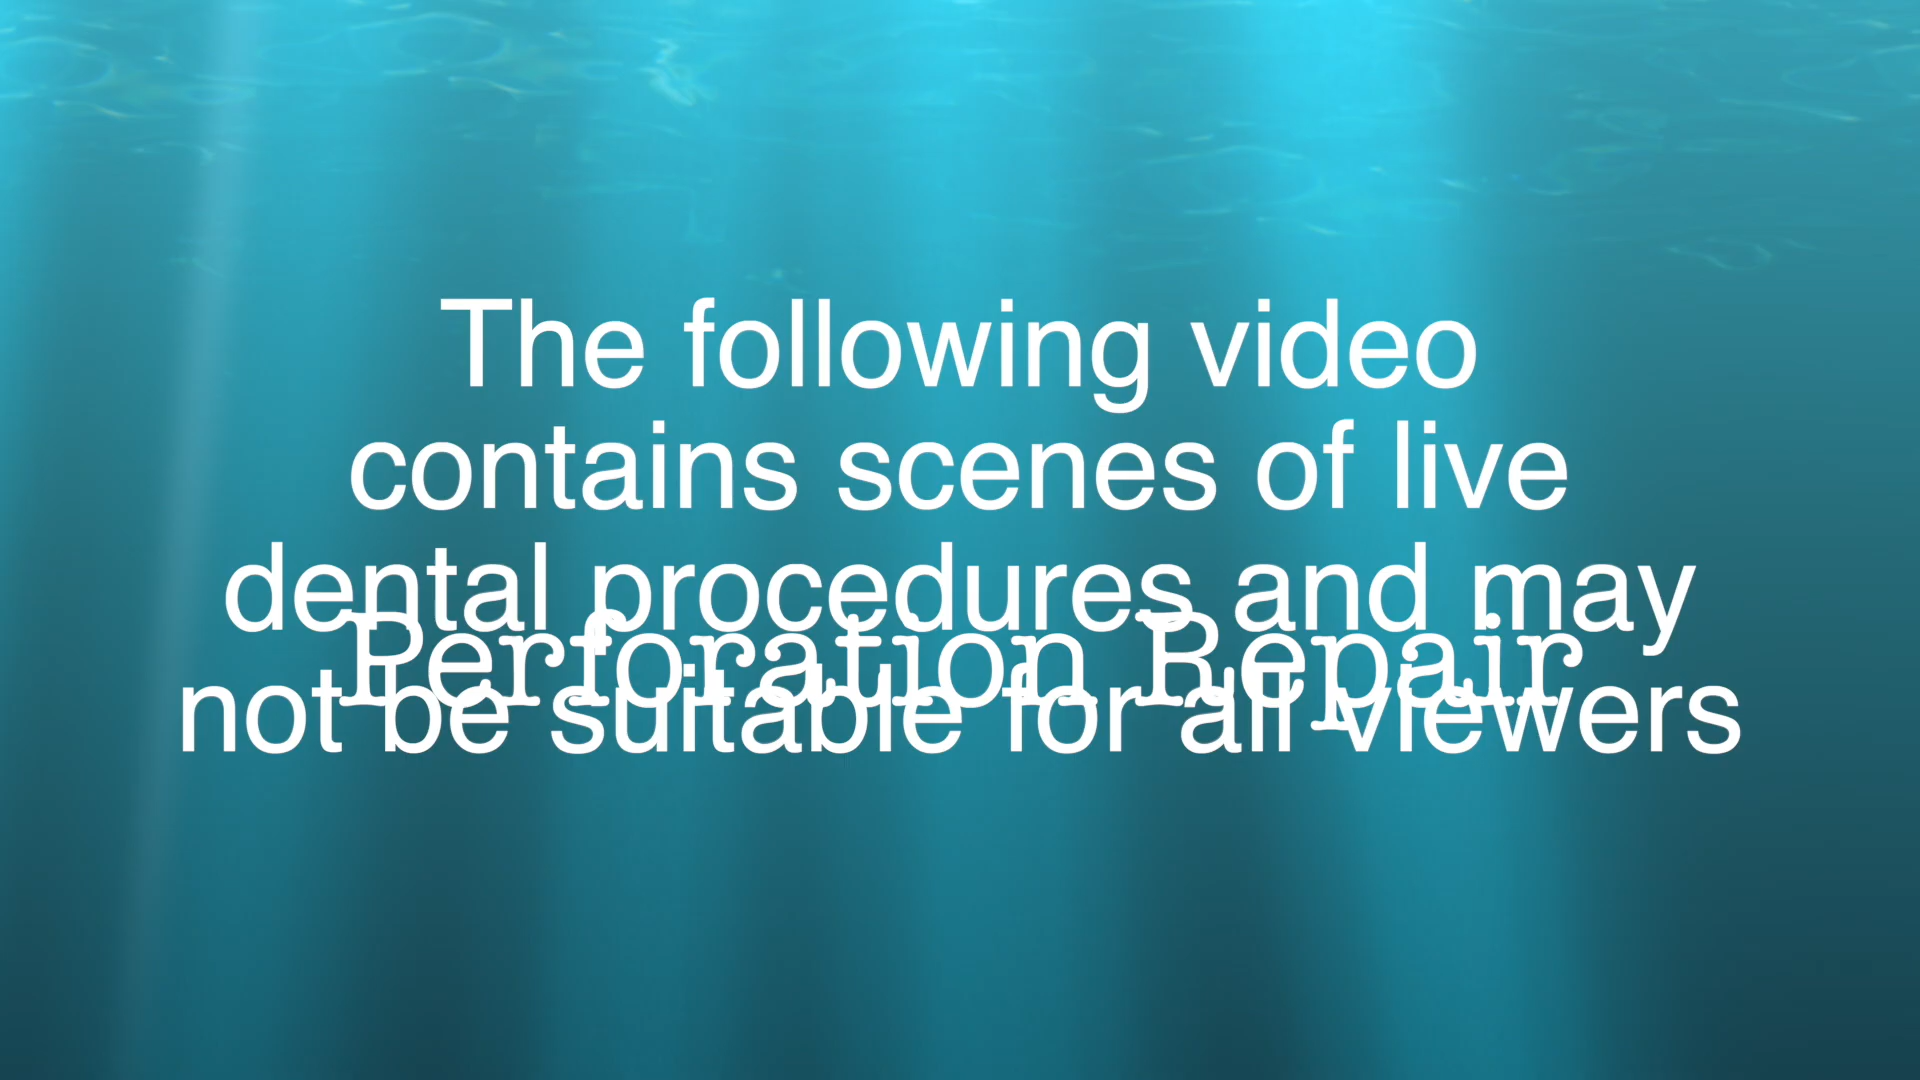 The following video
contains scenes of live
dental procedures and may
Perforation Repair
not be suitable for all viewers